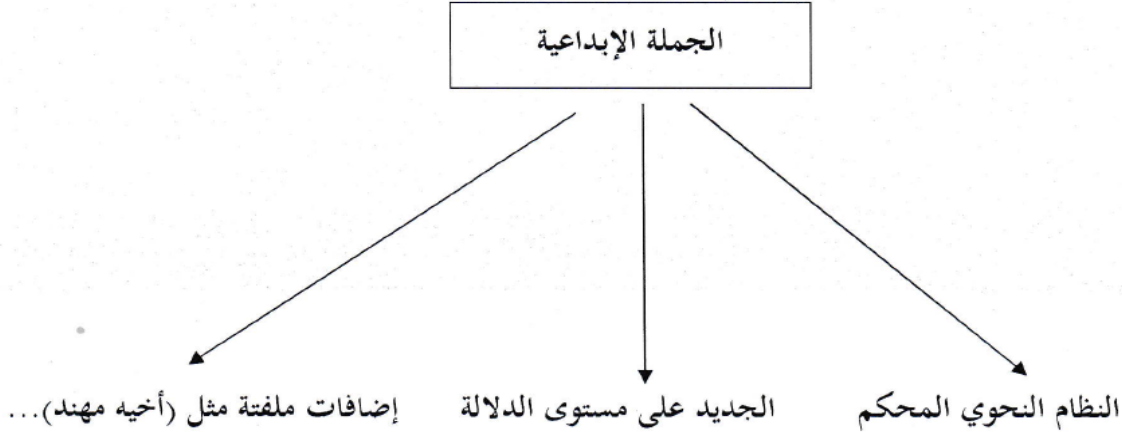 الجملة الإبداعية
النظام النحوي المحكم
الجديد على مستوى الدلالة
إضافات ملفتة مثل (أخيه مهند)...